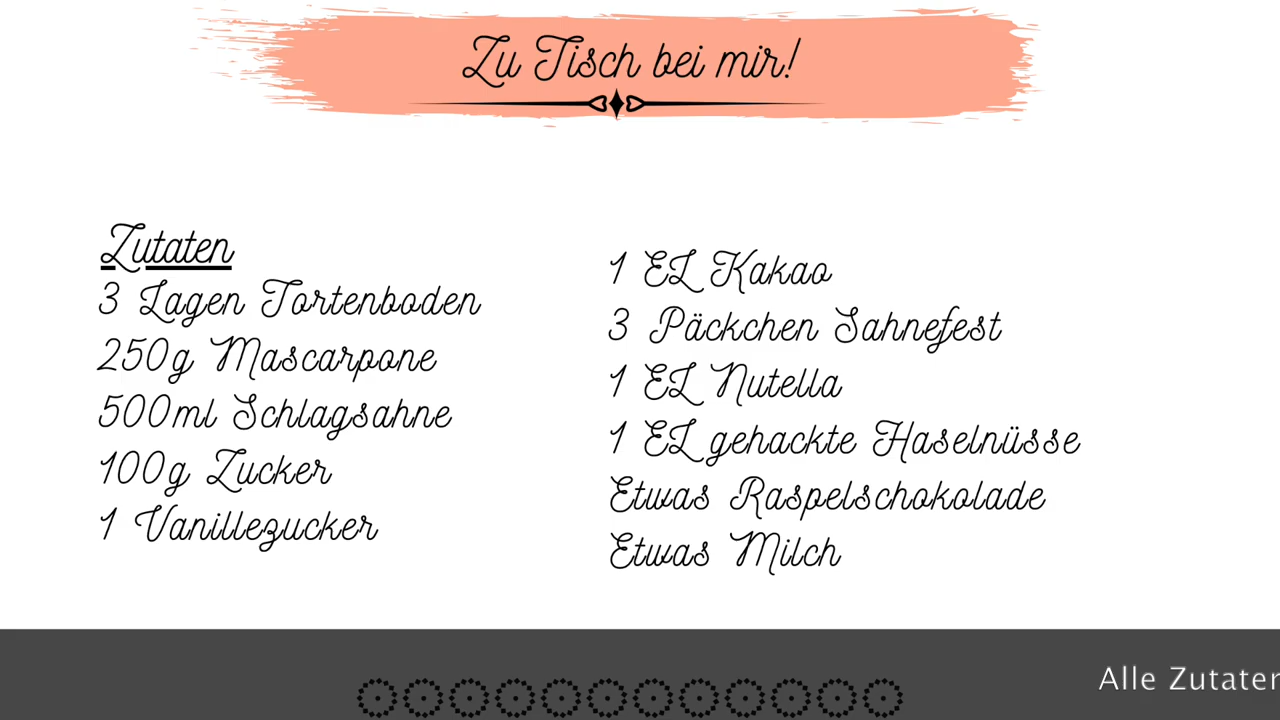 Zu Tisch bei mir!
Zutaten
3 Lagen Tortenboden
250g Mascarpone
500ml Schlagsahne
100g Zucker
1 Vanillezucker
1 EL Kakao
3 Päckchen Sahnefest
1 EL Nutella
1 EL gehackte Haselnüsse
Etwas Raspelschokolade
Etwas Milch
Alle Zutaten